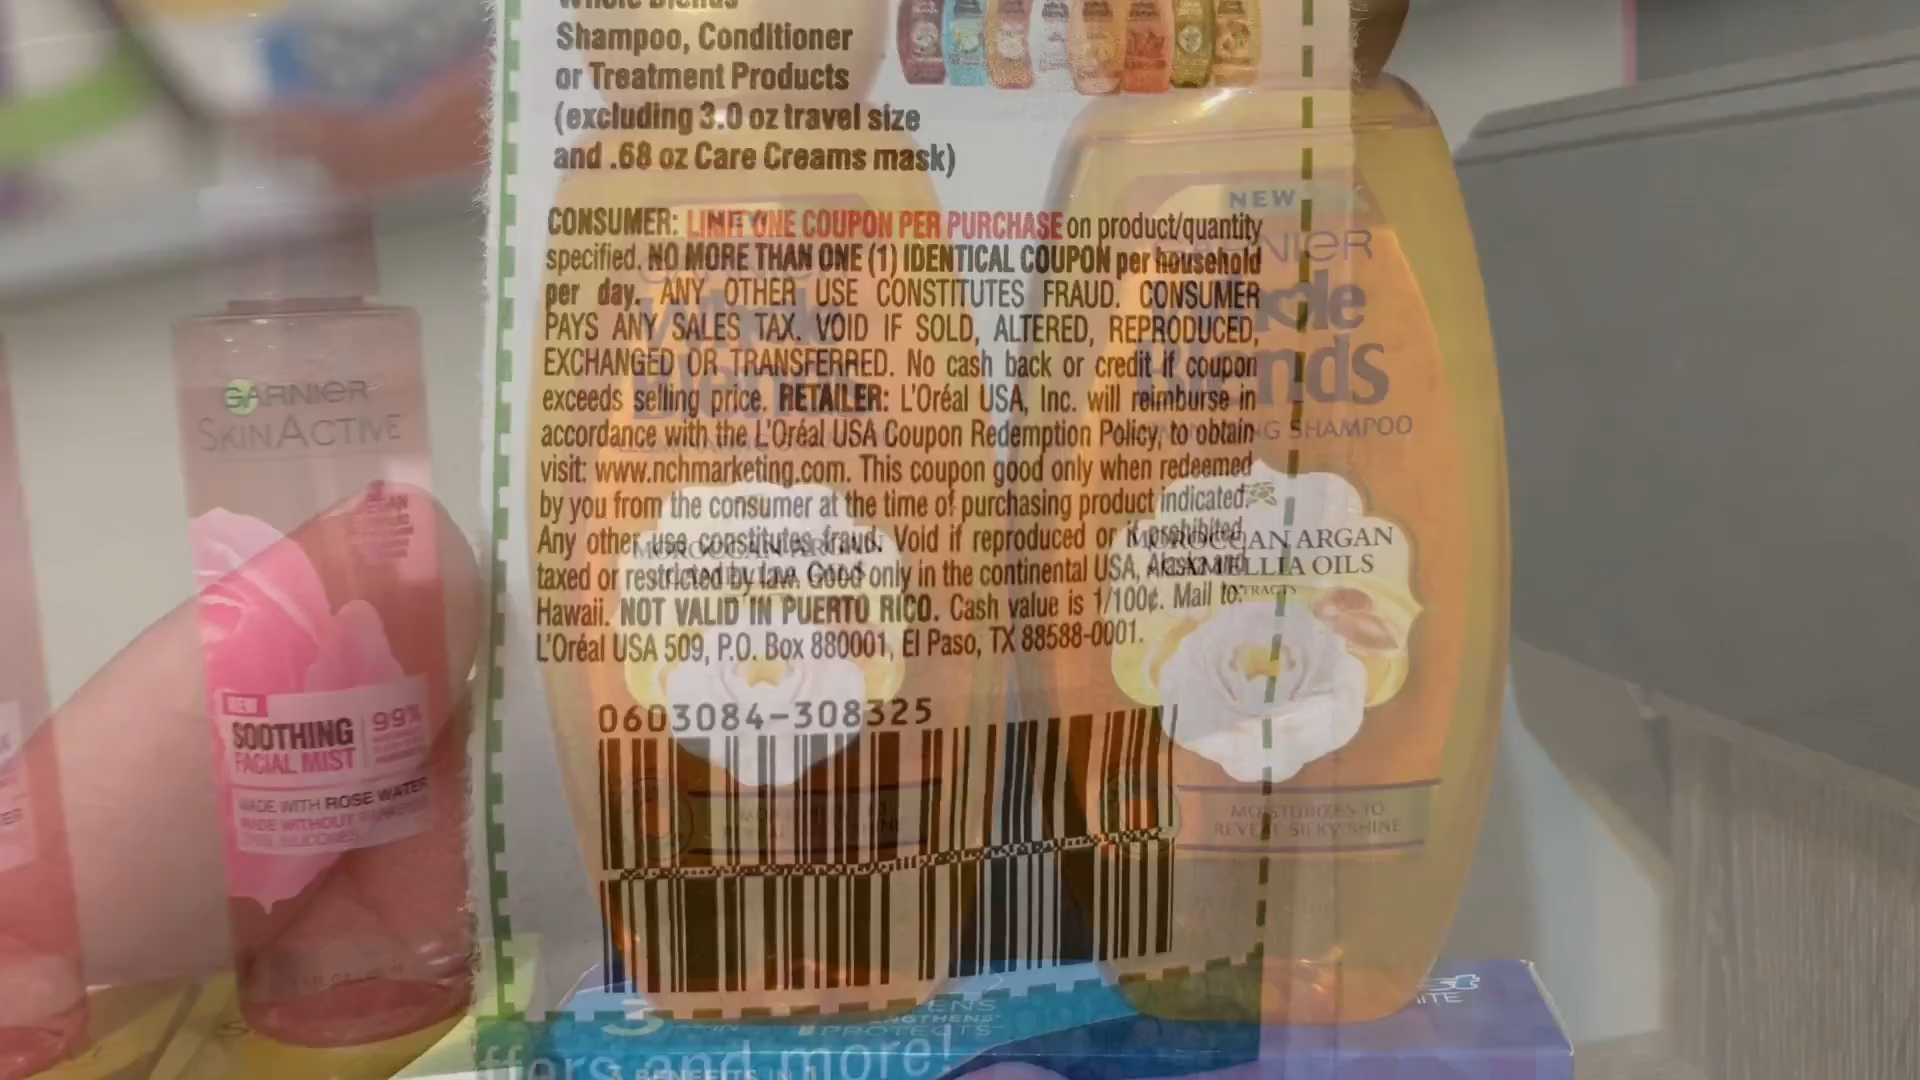 Whole Blends
Shampoo, Conditioner
or Treatment Products
(excluding 3.0 oz travel size
and .68 oz Care Creams mask)
CONSUMER: LIMIT ONE COUPON PER PURCHASE on product/quantity
specified. NO MORE THAN ONE (1) IDENTICAL COUPON per household
per day. ANY OTHER USE CONSTITUTES FRAUD. CONSUMER
PAYS ANY SALES TAX. VOID IF SOLD, ALTERED, REPRODUCED,
EXCHANGED OR TRANSFERRED. No cash back or credit if coupon
exceeds selling price. RETAILER: L'Oréal USA, Inc. will reimburse in
accordance with the L'Oréal USA Coupon Redemption Policy, to obtain
visit: www.nchmarketing.com. This coupon good only when redeemed
by you from the consumer at the time of purchasing product indicated.
Any other use constitutes fraud. Void if reproduced or if prohibited,
taxed or restricted by law. Good only in the continental USA, Alaska and
Hawaii. NOT VALID IN PUERTO RICO. Cash value is 1/100¢. Mail to:
L'Oréal USA 509, P.O. Box 880001, El Paso, TX 88588-0001.
0603084-308325
GARNIER
SKINACTIVE
NEW
SOOTHING
FACIAL MIST
99%
MADE WITH ROSE WATER
MADE WITHOUT
NEW
GARNIER
Whole
Blends
SHAMPOO
MOROCCAN ARGAN
CAMELLIA OILS
EXTRACTS
MOISTURIZES TO
REVEAL SILKY SHINE
PROTECTS
and more!
3 BENEFITS IN 1